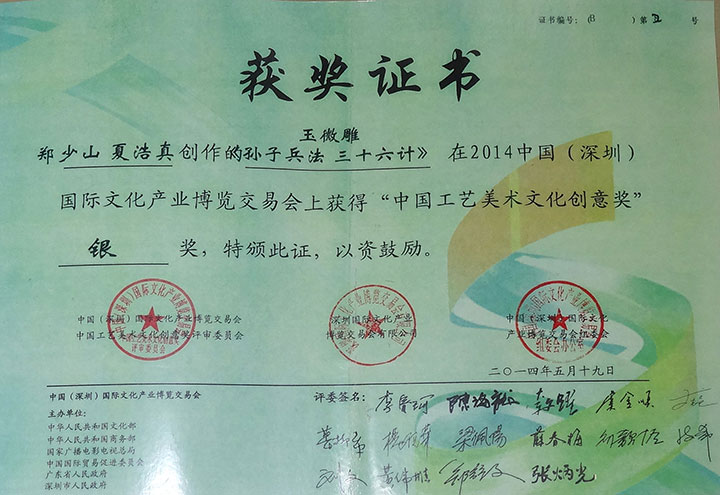 证书编号：(B )第 号
获奖证书
玉微雕
郑少山 夏浩真创作的孙子兵法 三十六计》 在2014中国（深圳）
国际文化产业博览交易会上获得“中国工艺美术文化创意奖”
银 奖，特颁此证，以资鼓励。
中国（深圳）国际文化产业博览交易会
中国工艺美术文化创意奖评审委员会
深圳国际文化产业
博览交易会有限公司
中国（深圳）国际文化
产业博览交易会组委会
二〇一四年五月十九日
中国（深圳）国际文化产业博览交易会
主办单位：
中华人民共和国文化部
中华人民共和国商务部
国家广播电影电视总局
中国国际贸易促进委员会
广东省人民政府
深圳市人民政府
评委签名：